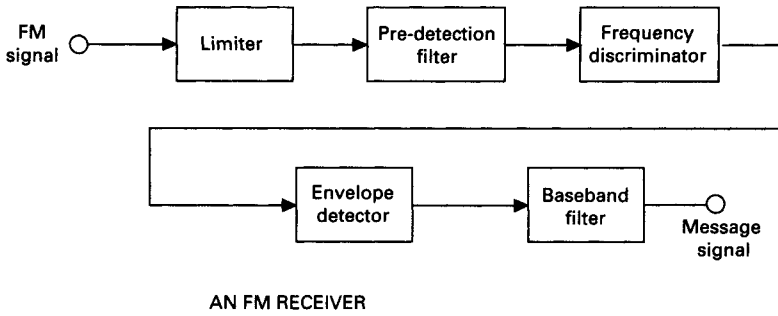 FM
signal
Limiter
Pre-detection
filter
Frequency
discriminator
Envelope
detector
Baseband
filter
Message
signal
AN FM RECEIVER